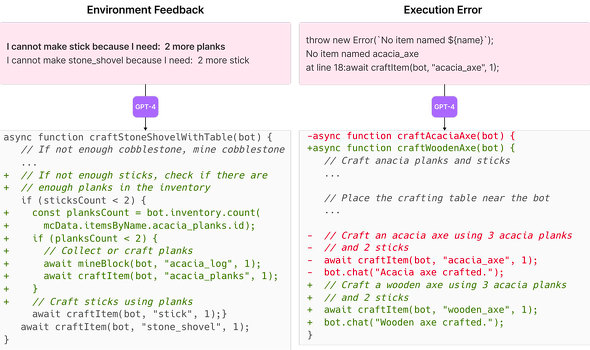 Environment Feedback
I cannot make stick because I need:  2 more planks
I cannot make stone_shovel because I need:  2 more stick
GPT-4
async function craftStoneShovelWithTable(bot) {
   // If not enough cobblestone, mine cobblestone
   ...
+  // If not enough sticks, check if there are
+  // enough planks in the inventory
   if (sticksCount < 2) {
+    const planksCount = bot.inventory.count(
+      mcData.itemsByName.acacia_planks.id);
+    if (planksCount < 2) {
+      // Collect or craft planks
+      await mineBlock(bot, "acacia_log", 1);
+      await craftItem(bot, "acacia_planks", 1);
+    }
+    // Craft sticks using planks
     await craftItem(bot, "stick", 1);}
   await craftItem(bot, "stone_shovel", 1);
}
Execution Error
throw new Error(`No item named ${name}`);
No item named acacia_axe
at line 18:await craftItem(bot, "acacia_axe", 1);
GPT-4
-async function craftAcaciaAxe(bot) {
+async function craftWoodenAxe(bot) {
   // Craft anacia planks and sticks
   ...
   // Place the crafting table near the bot
   ...
-  // Craft an acacia axe using 3 acacia planks
-  // and 2 sticks
-  await craftItem(bot, "acacia_axe", 1);
-  bot.chat("Acacia axe crafted.");
+  // Craft a wooden axe using 3 acacia planks
+  // and 2 sticks
+  await craftItem(bot, "wooden_axe", 1);
+  bot.chat("Wooden axe crafted.");
}